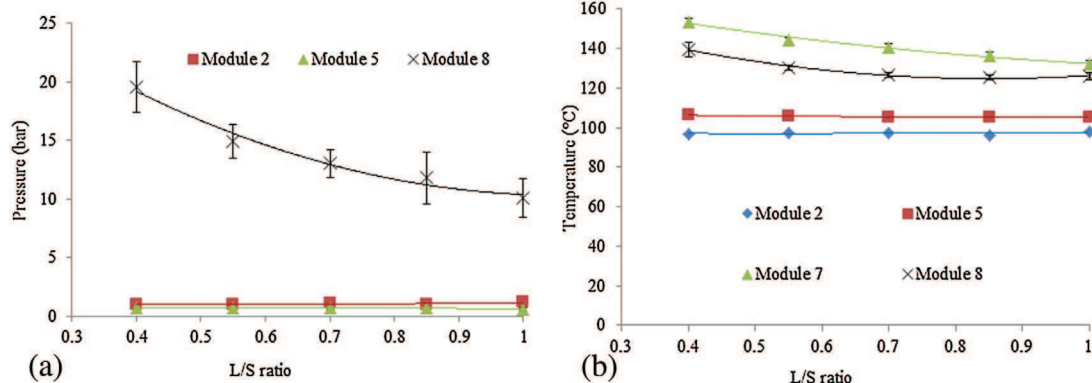 25
20
15
10
5
0
Pressure (bar)
Module 2 Module 5 Module 8
0.3 0.4 0.5 0.6 0.7 0.8 0.9 1
L/S ratio
(a)
160
140
120
100
80
60
40
20
0
Temperature (°C)
Module 2 Module 5
Module 7 Module 8
0.3 0.4 0.5 0.6 0.7 0.8 0.9 1
L/S ratio
(b)